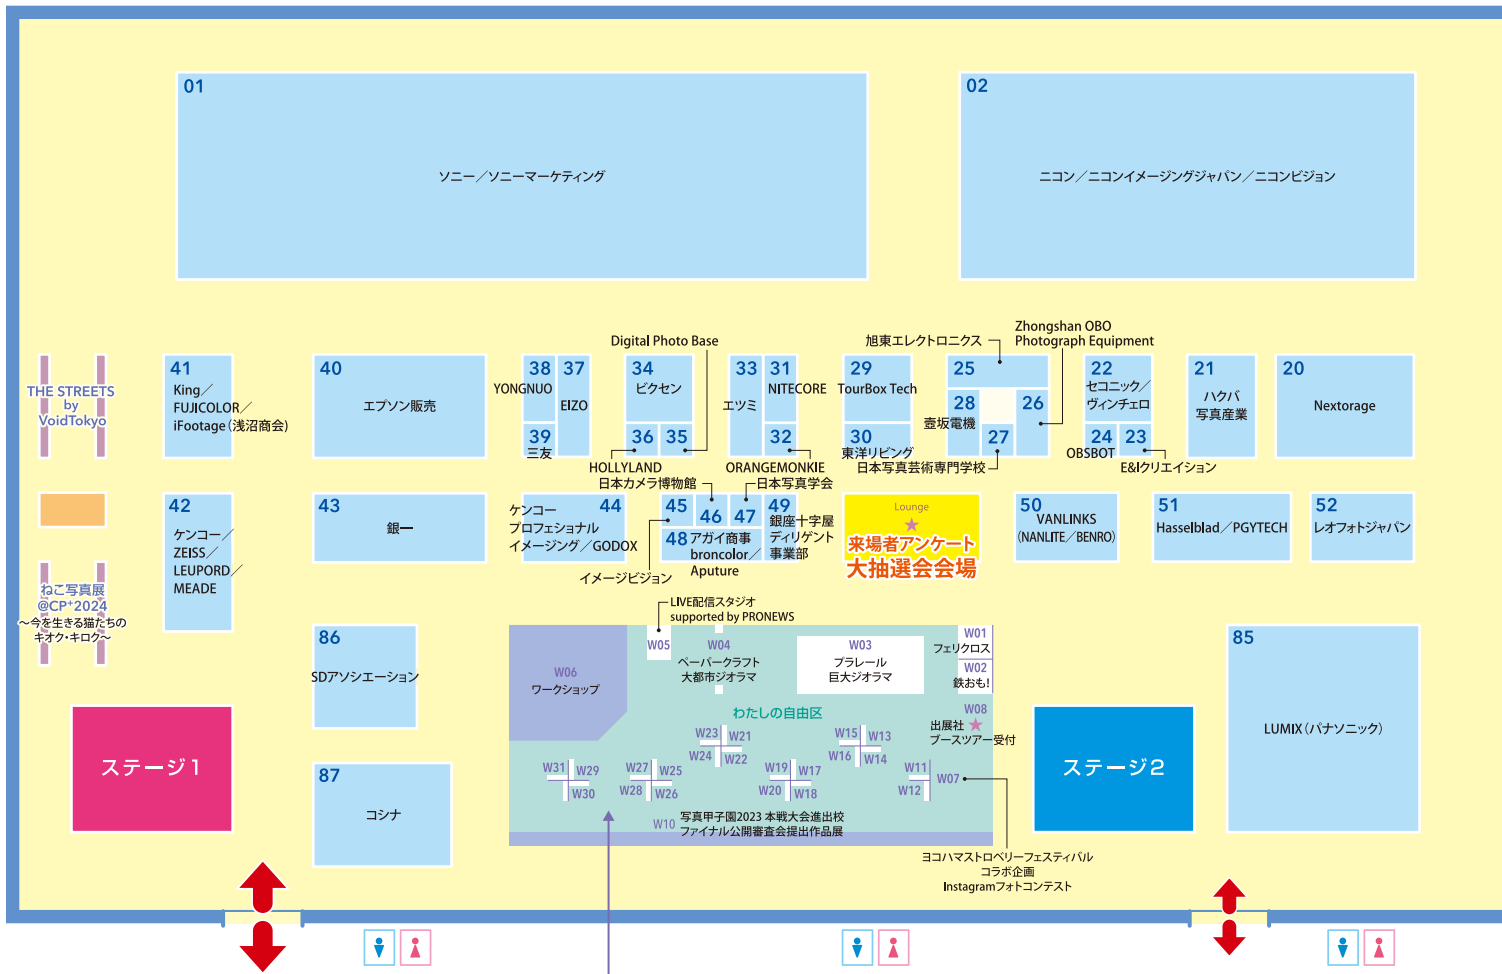 01
ソニー／ソニーマーケティング
02
ニコン／ニコンイメージングジャパン／ニコンビジョン
THE STREETS
by
VoidTokyo
41
King／
FUJICOLOR／
iFootage（浅沼商会）
40
エプソン販売
38
YONGNUO
37
EIZO
39
三友
Digital Photo Base
34
ビクセン
36
35
HOLLYLAND
33
エツミ
31
NITECORE
32
ORANGEMONKIE
29
TourBox Tech
30
東洋リビング
旭東エレクトロニクス
25
Zhongshan OBO
Photograph Equipment
28
壺坂電機
26
27
日本写真芸術専門学校
22
セコニック／
ヴィンチェロ
24
OBSBOT
23
E&Iクリエイション
21
ハクバ
写真産業
20
Nextorage
42
ケンコー／
ZEISS／
LEUPORD／
MEADE
43
銀一
44
ケンコー
プロフェショナル
イメージング／GODOX
日本カメラ博物館
日本写真学会
45
46
47
イメージビジョン
48
アガイ商事
broncolor／
Aputure
49
銀座十字屋
ディリゲント
事業部
Lounge
来場者アンケート
大抽選会会場
50
VANLINKS
（NANLITE／BENRO）
51
Hasselblad／PGYTECH
52
レオフォトジャパン
ねこ写真展
@CP+2024
～今を生きる猫たちの
キオク・キロク～
86
SDアソシエーション
LIVE配信スタジオ
supported by PRONEWS
W06
ワークショップ
W05
W04
ペーパークラフト
大都市ジオラマ
W03
プラレール
巨大ジオラマ
W01
フェリクロス
W02
鉄おも!
わたしの自由区
W08
出展社
ブースツアー受付
85
LUMIX（パナソニック）
ステージ1
ステージ2
87
コシナ
W23
W21
W24
W22
W15
W13
W16
W14
W31
W29
W30
W27
W25
W28
W26
W19
W17
W20
W18
W11
W12
W07
W10
写真甲子園2023 本戦大会進出校
ファイナル公開審査会提出作品展
ヨコハマストロベリーフェスティバル
コラボ企画
Instagramフォトコンテスト